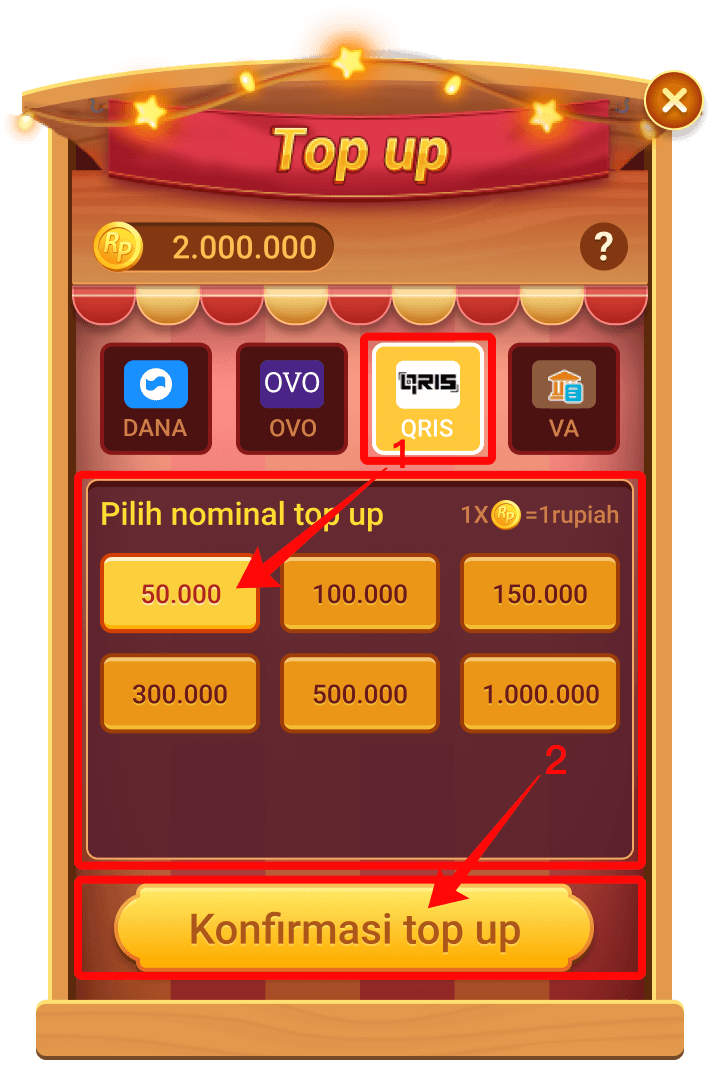 Top up
Rp 2.000.000 ?
OVO QRIS
DANA OVO QRIS VA
1
Pilih nominal top up 1X Rp =1rupiah
50.000 100.000 150.000
300.000 500.000 1.000.000
2
Konfirmasi top up